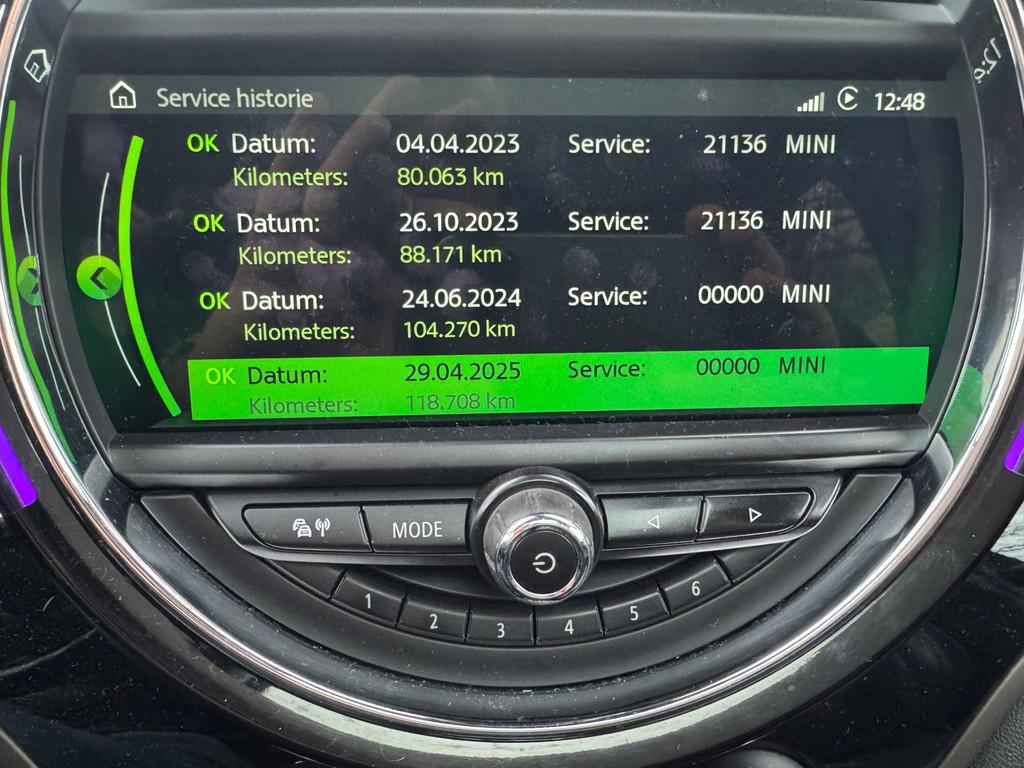 Service historie 12:48
OK Datum: 04.04.2023 Service: 21136 MINI
Kilometers: 80.063 km
OK Datum: 26.10.2023 Service: 21136 MINI
Kilometers: 88.171 km
OK Datum: 24.06.2024 Service: 00000 MINI
Kilometers: 104.270 km
OK Datum: 29.04.2025 Service: 00000 MINI
Kilometers: 118.708 km
MODE
1 2 3 4 5 6